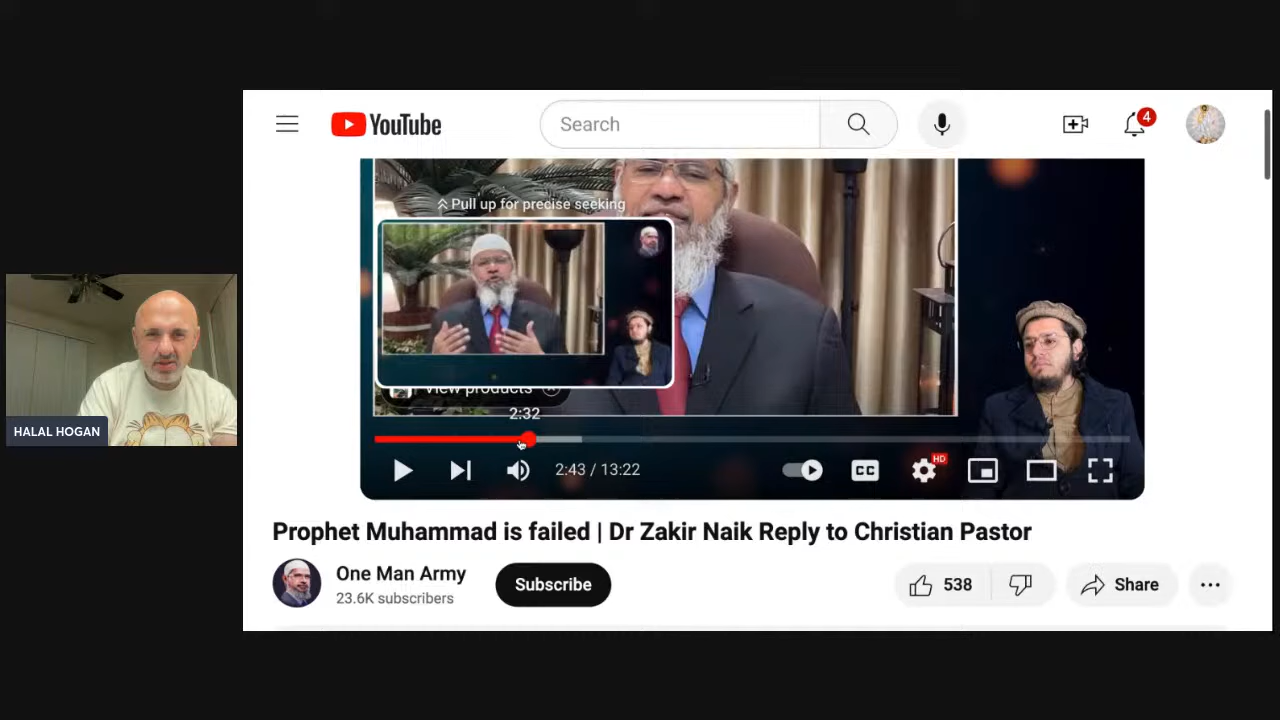 YouTube
Search
4
Pull up for precise seeking
View products
2:32
2:43 / 13:22
CC
HD
HALAL HOGAN
Prophet Muhammad is failed | Dr Zakir Naik Reply to Christian Pastor
One Man Army
23.6K subscribers
Subscribe
538
Share